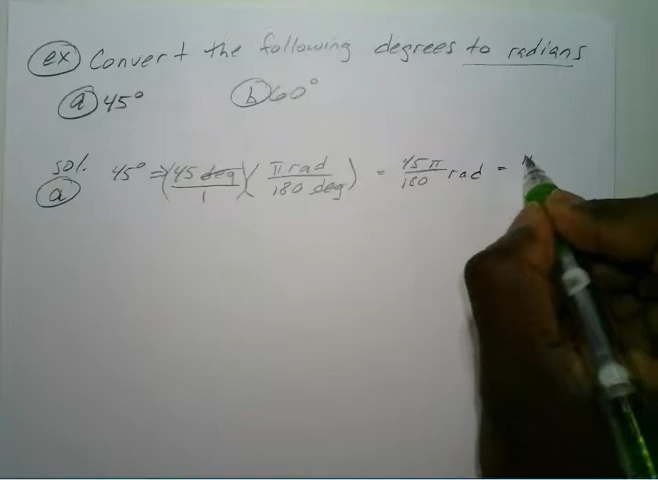 ex Convert the following degrees to radians
a 45° b 60°
sol. 45° = (45 deg/1)(π rad/180 deg) = 45π/180 rad =
a